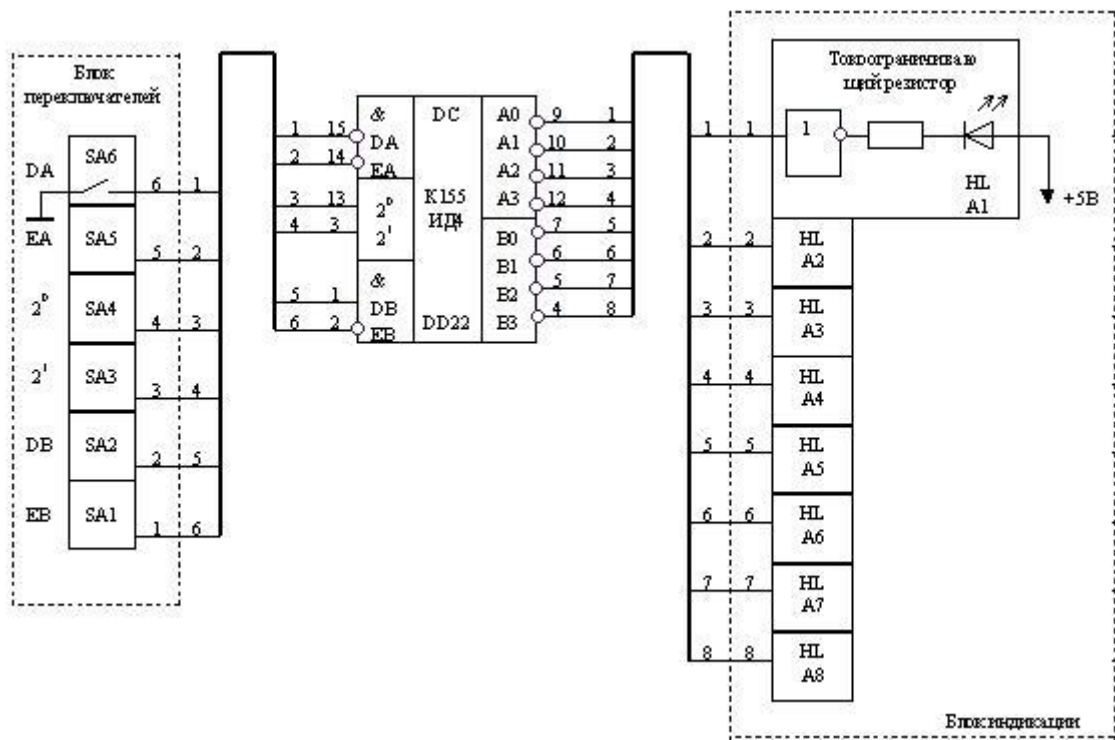 Блок
переключателей
DA
SA6
6 1
EA
SA5
5 2
2⁰
SA4
4 3
2¹
SA3
3 4
DB
SA2
2 5
EB
SA1
1 6
1 15
2 14
3 13
4 3
5 1
6 2
&
DA
EA
2⁰
2¹
&
DB
EB
DC
К155
ИД4
DD22
A0
A1
A2
A3
B0
B1
B2
B3
9 1
10 2
11 3
12 4
7 5
6 6
5 7
4 8
Токоограничиваю
щий резистор
1 1
1
HL
A1
+5В
2 2
HL
A2
3 3
HL
A3
4 4
HL
A4
5 5
HL
A5
6 6
HL
A6
7 7
HL
A7
8 8
HL
A8
Блок индикации